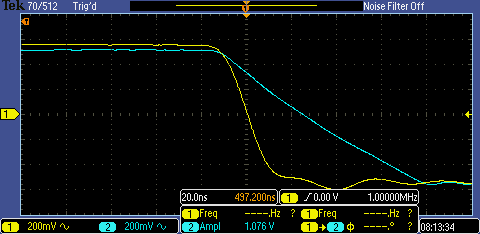 Tek 70/512 Trig'd Noise Filter Off
T
1
20.0ns 497.200ns 1 ∫ 0.00 V 1.00000MHz
1 Freq ----.--Hz ? 1 Freq ----.--Hz ?
2 Ampl 1.076 V 1→2 ϕ ----.--° ?
1 200mV 2 200mV 08:13:34